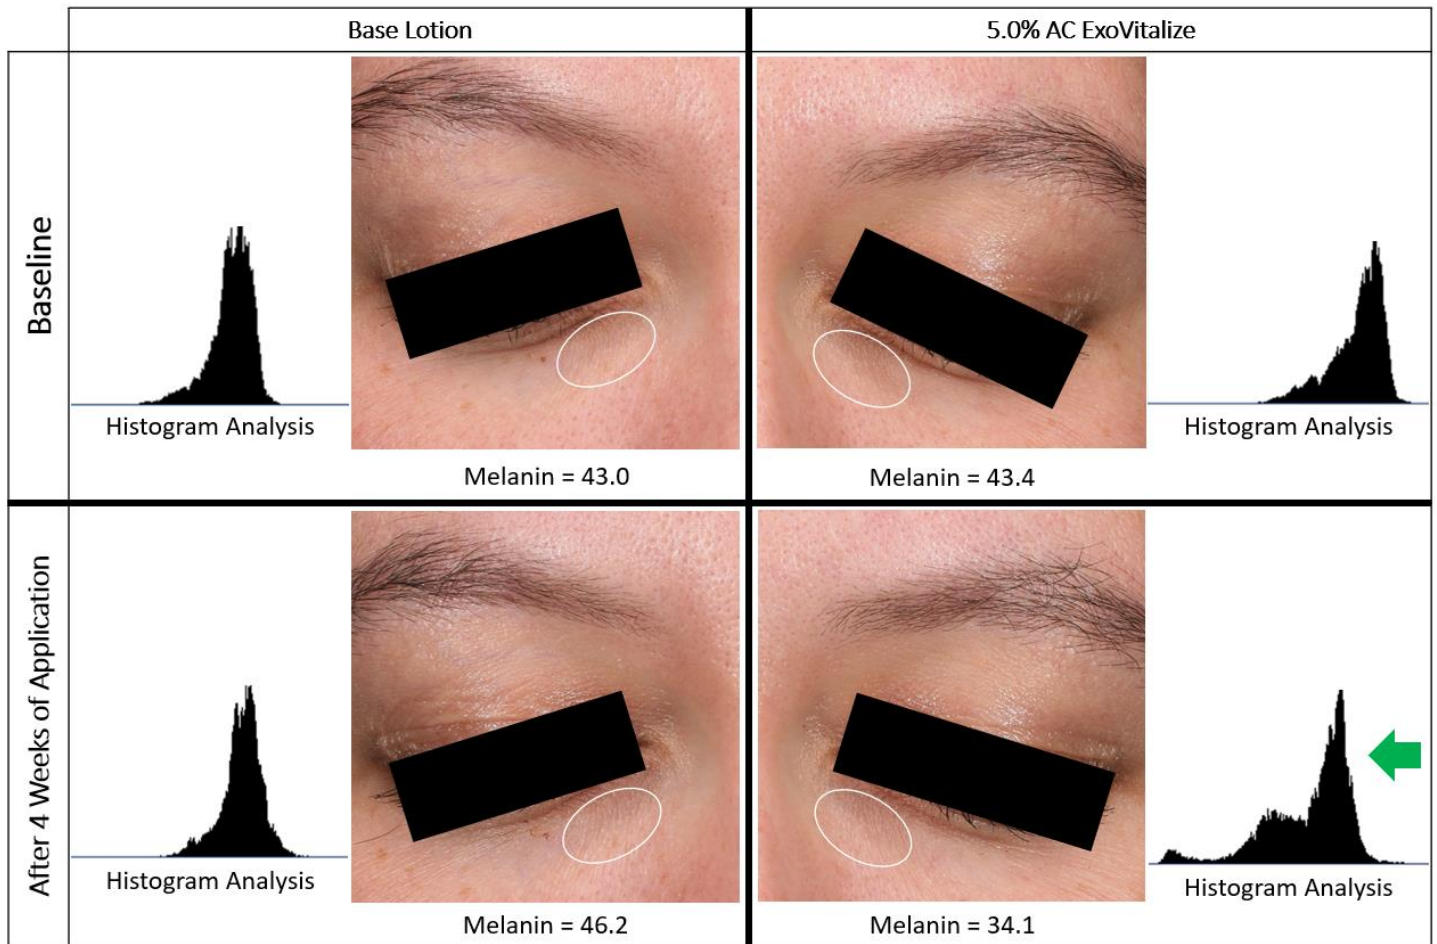 Base Lotion
5.0% AC ExoVitalize
Baseline
Histogram Analysis
Histogram Analysis
Melanin = 43.0
Melanin = 43.4
After 4 Weeks of Application
Histogram Analysis
Histogram Analysis
Melanin = 46.2
Melanin = 34.1